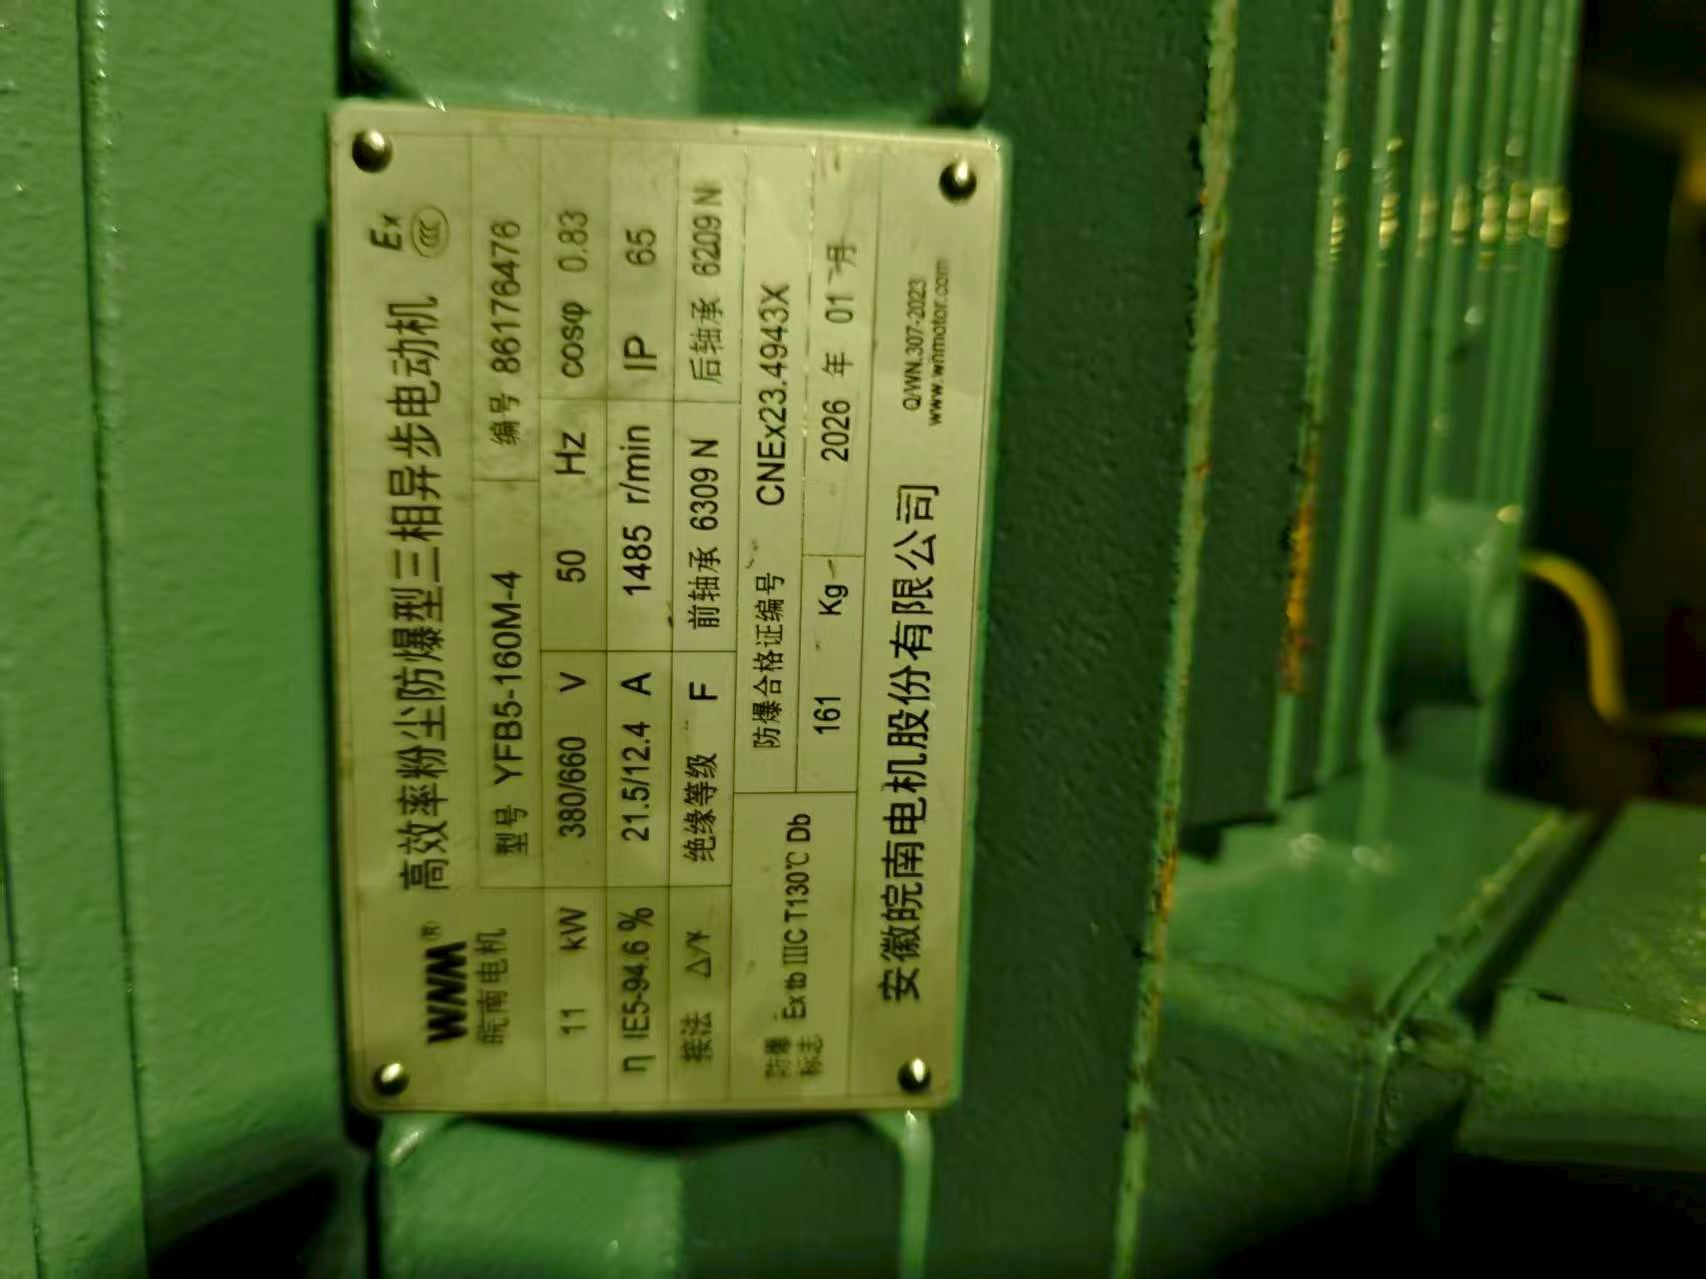 WNM® 高效率粉尘防爆型三相异步电动机 Ex CCC
皖南电机 型号 YFB5-160M-4 编号 861764476
11 kW 380/660 V 50 Hz cosφ 0.83
η IE5-94.6 % 21.5/12.4 A 1485 r/min IP 65
接法 △/Y 绝缘等级 F 前轴承 6309 N 后轴承 6209 N
防爆标志 Ex tb IIIC T130℃ Db 防爆合格证编号 CNEx23.4943X
161 Kg 2026 年 01 月
安徽皖南电机股份有限公司 Q/WN.307-2023
www.wnmotor.com